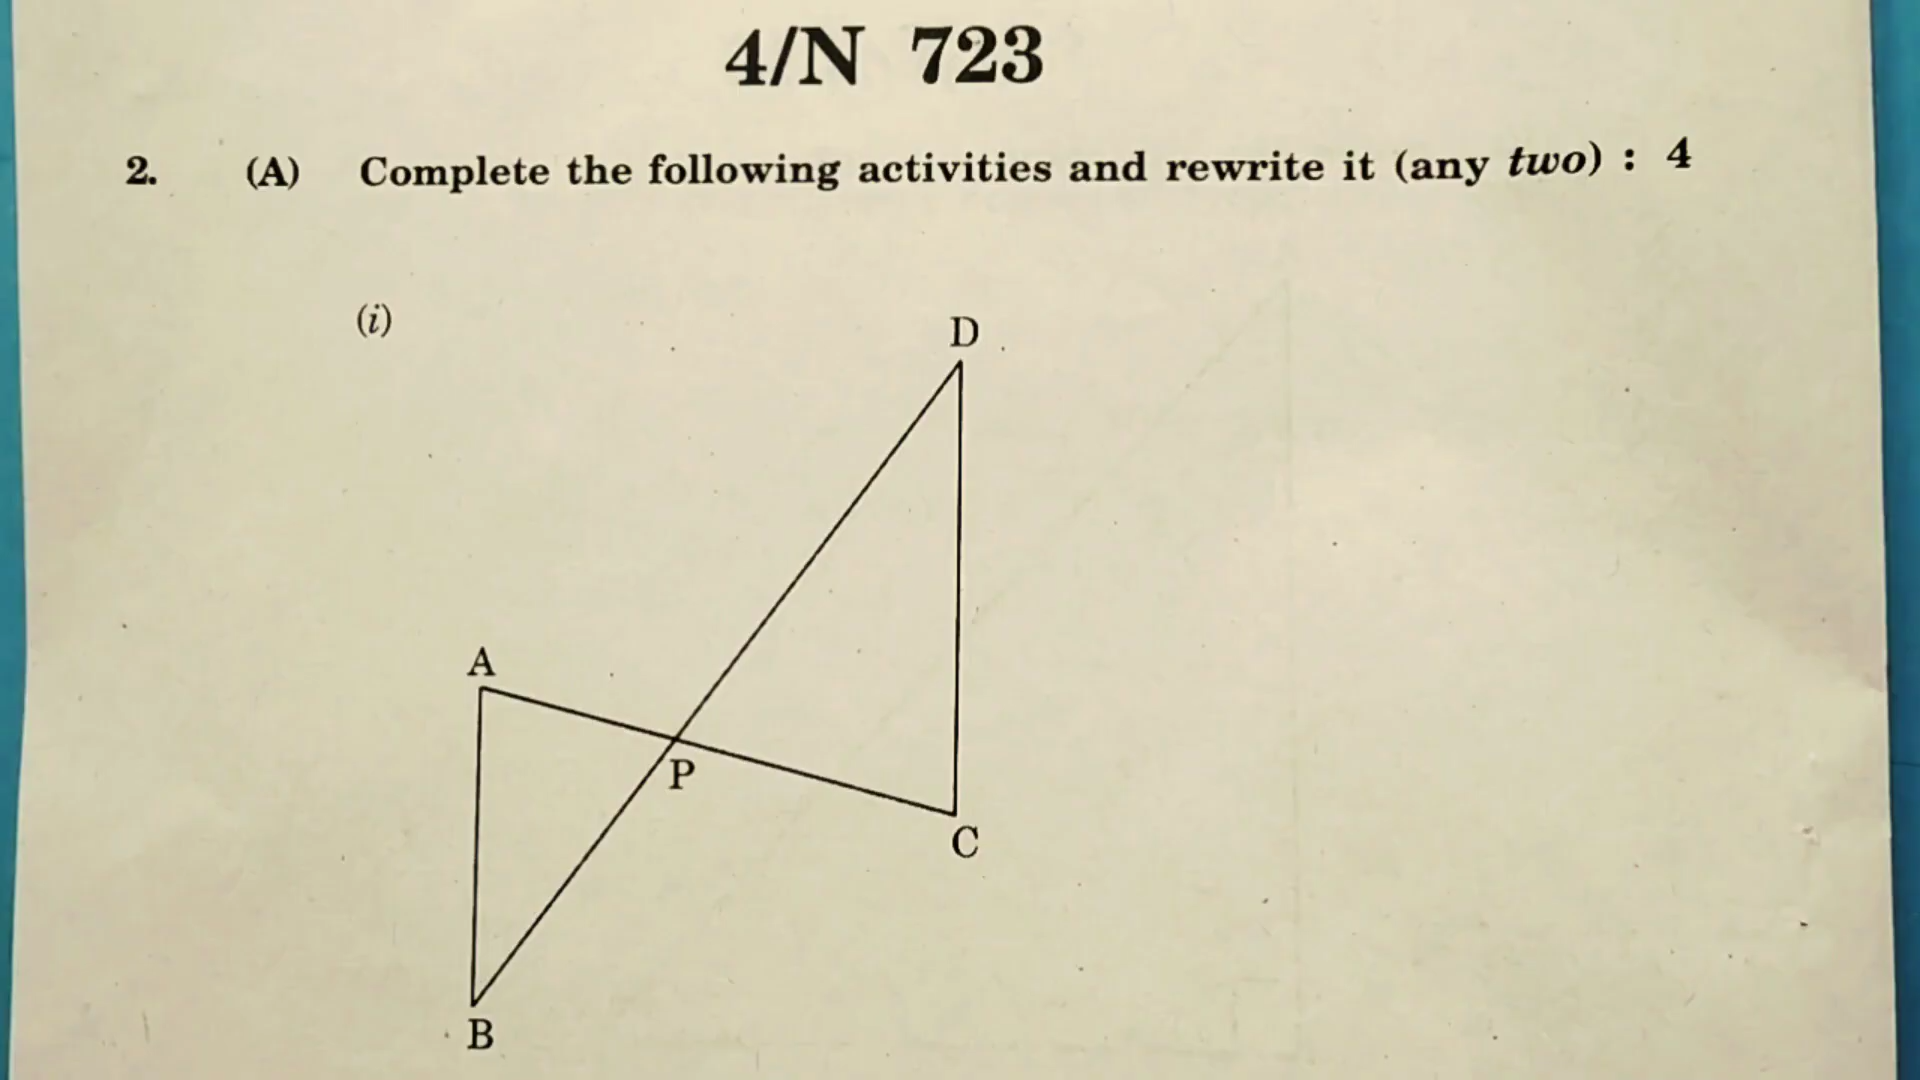 4/N 723
2. (A) Complete the following activities and rewrite it (any two) : 4
(i)
D
A
P
C
B